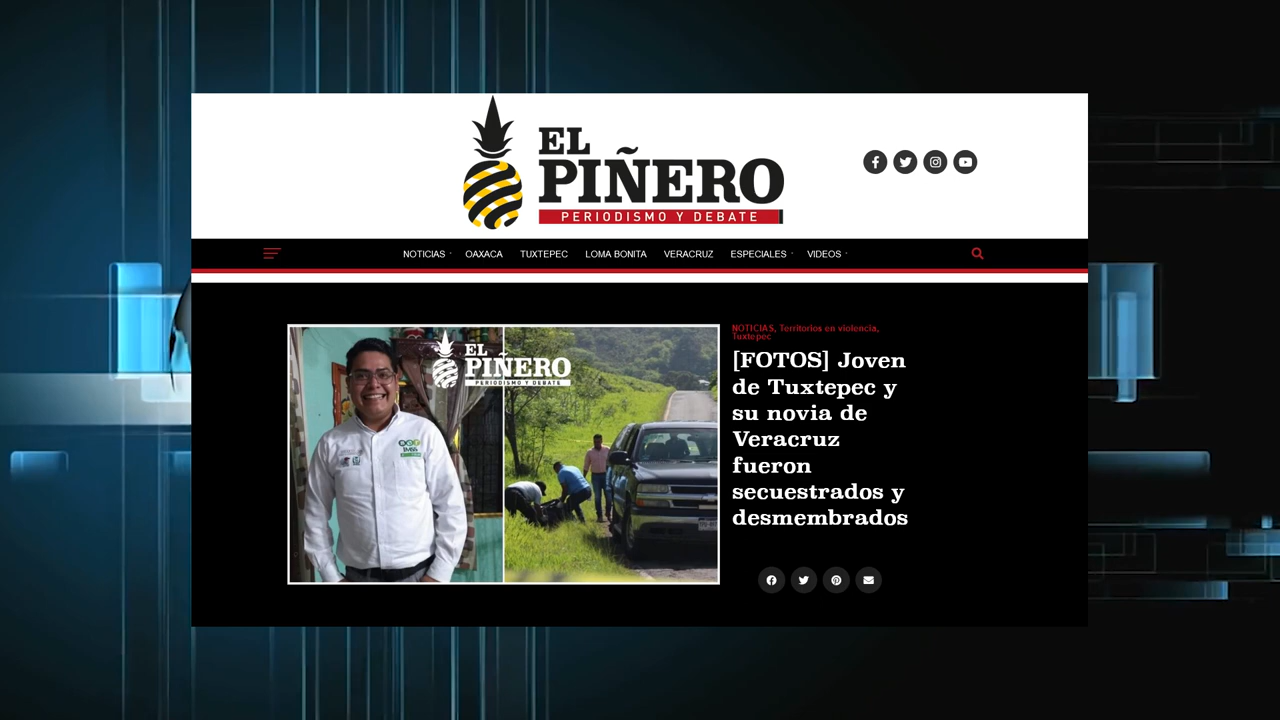 EL
PIÑERO
PERIODISMO Y DEBATE
NOTICIAS OAXACA TUXTEPEC LOMA BONITA VERACRUZ ESPECIALES VIDEOS
EL
PIÑERO
PERIODISMO Y DEBATE
IMSS
NOTICIAS, Territorios en violencia,
Tuxtepec
[FOTOS] Joven
de Tuxtepec y
su novia de
Veracruz
fueron
secuestrados y
desmembrados